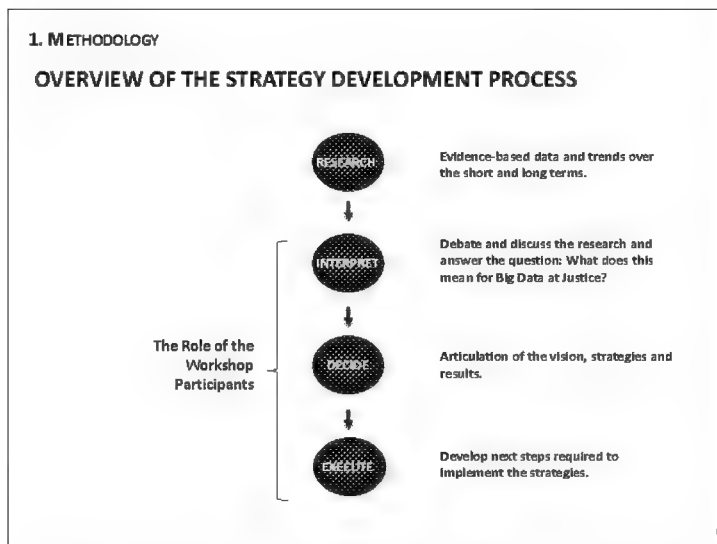 1. METHODOLOGY
OVERVIEW OF THE STRATEGY DEVELOPMENT PROCESS
RESEARCH
Evidence-based data and trends over
the short and long terms.
INTERPRET
Debate and discuss the research and
answer the question: What does this
mean for Big Data at Justice?
The Role of the
Workshop
Participants
DECIDE
Articulation of the vision, strategies and
results.
EXECUTE
Develop next steps required to
implement the strategies.